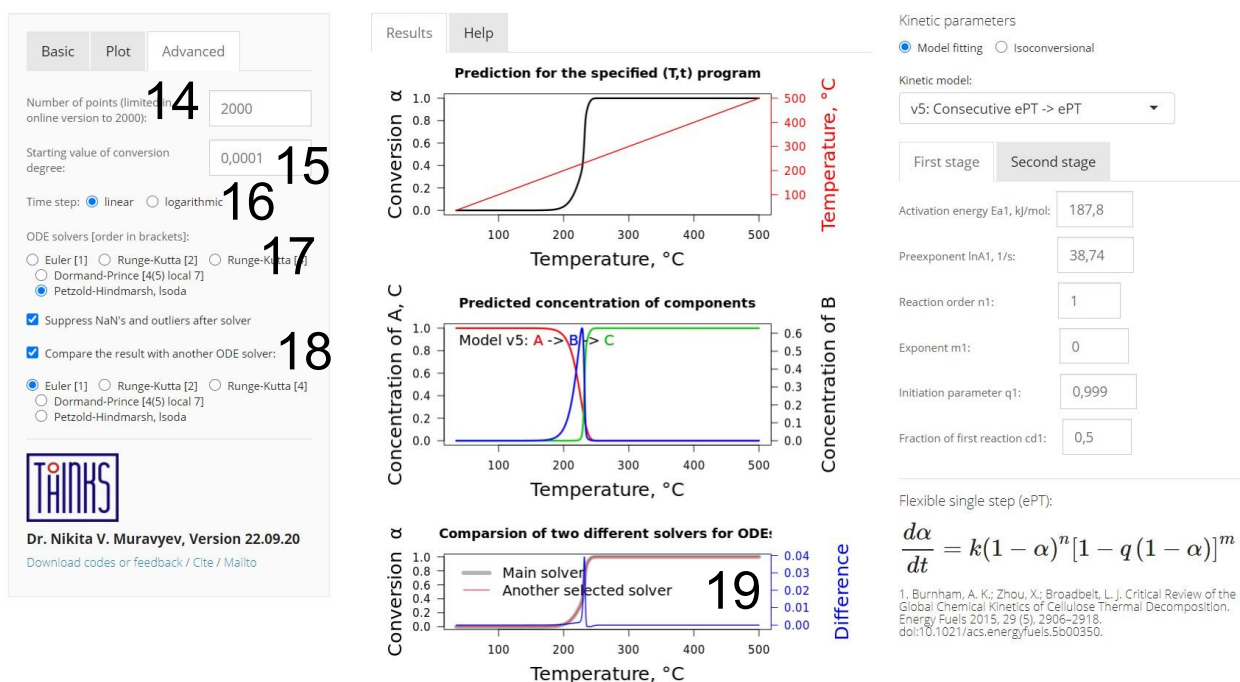 Basic
Plot
Advanced
Number of points (limited in
online version to 2000):
2000
14
Starting value of conversion
degree:
0,0001
15
Time step: linear logarithmic
16
ODE solvers [order in brackets]:
17
Euler [1] Runge-Kutta [2] Runge-Kutta [4]
Dormand-Prince [4(5) local 7]
Petzold-Hindmarsh, lsoda
Suppress NaN's and outliers after solver
Compare the result with another ODE solver:
18
Euler [1] Runge-Kutta [2] Runge-Kutta [4]
Dormand-Prince [4(5) local 7]
Petzold-Hindmarsh, lsoda
THINKS
Dr. Nikita V. Muravyev, Version 22.09.20
Download codes or feedback / Cite / Mailto
Results
Help
Prediction for the specified (T,t) program
Conversion α
1.0
0.8
0.6
0.4
0.2
0.0
500
400
300
200
100
Temperature, °C
100 200 300 400 500
Temperature, °C
Predicted concentration of components
Concentration of A, C
1.0
0.8
0.6
0.4
0.2
0.0
Model v5: A -> B -> C
0.6
0.5
0.4
0.3
0.2
0.1
0.0
Concentration of B
100 200 300 400 500
Temperature, °C
Comparsion of two different solvers for ODEs
Conversion α
1.0
0.8
0.6
0.4
0.2
0.0
Main solver
Another selected solver
19
0.04
0.03
0.02
0.01
0.00
Difference
100 200 300 400 500
Temperature, °C
Kinetic parameters
Model fitting Isoconversional
Kinetic model:
v5: Consecutive ePT -> ePT
First stage
Second stage
Activation energy Ea1, kJ/mol: 187,8
Preexponent lnA1, 1/s: 38,74
Reaction order n1: 1
Exponent m1: 0
Initiation parameter q1: 0,999
Fraction of first reaction cd1: 0,5
Flexible single step (ePT):
dα/dt = k(1 − α)^n[1 − q (1 − α)]^m
1. Burnham, A. K.; Zhou, X.; Broadbelt, L. J. Critical Review of the
Global Chemical Kinetics of Cellulose Thermal Decomposition.
Energy Fuels 2015, 29 (5), 2906–2918.
doi:10.1021/acs.energyfuels.5b00350.